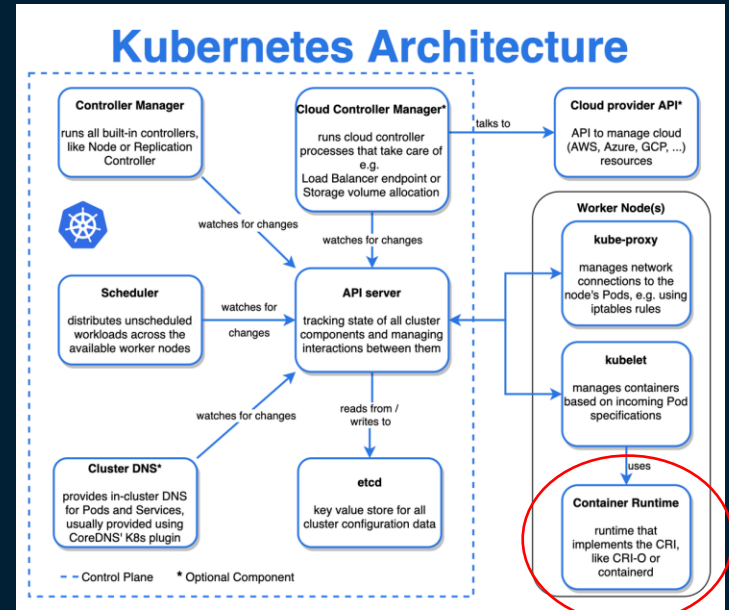 Kubernetes Architecture
Controller Manager
runs all built-in controllers,
like Node or Replication
Controller
Cloud Controller Manager*
runs cloud controller
processes that take care of
e.g.
Load Balancer endpoint or
Storage volume allocation
talks to
Cloud provider API*
API to manage cloud
(AWS, Azure, GCP, ...)
resources
watches for changes
watches for changes
Worker Node(s)
kube-proxy
manages network
connections to the
node's Pods, e.g. using
iptables rules
Scheduler
distributes unscheduled
workloads across the
available worker nodes
watches for
changes
API server
tracking state of all cluster
components and managing
interactions between them
kubelet
manages containers
based on incoming Pod
specifications
watches for changes
reads from /
writes to
uses
Cluster DNS*
provides in-cluster DNS
for Pods and Services,
usually provided using
CoreDNS' K8s plugin
etcd
key value store for all
cluster configuration data
Container Runtime
runtime that
implements the CRI,
like CRI-O or
containerd
Control Plane
* Optional Component